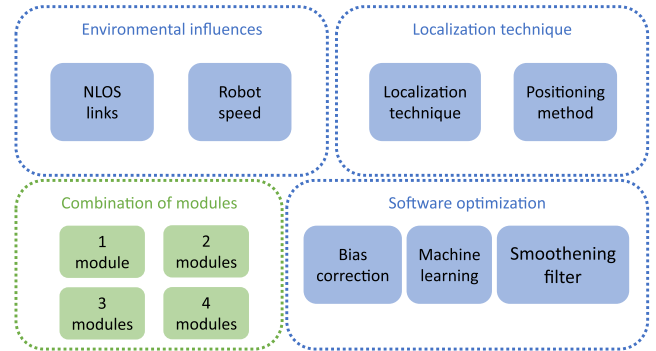 Environmental influences
NLOS
links
Robot
speed
Localization technique
Localization
technique
Positioning
method
Combination of modules
1
module
2
modules
3
modules
4
modules
Software optimization
Bias
correction
Machine
learning
Smoothening
filter